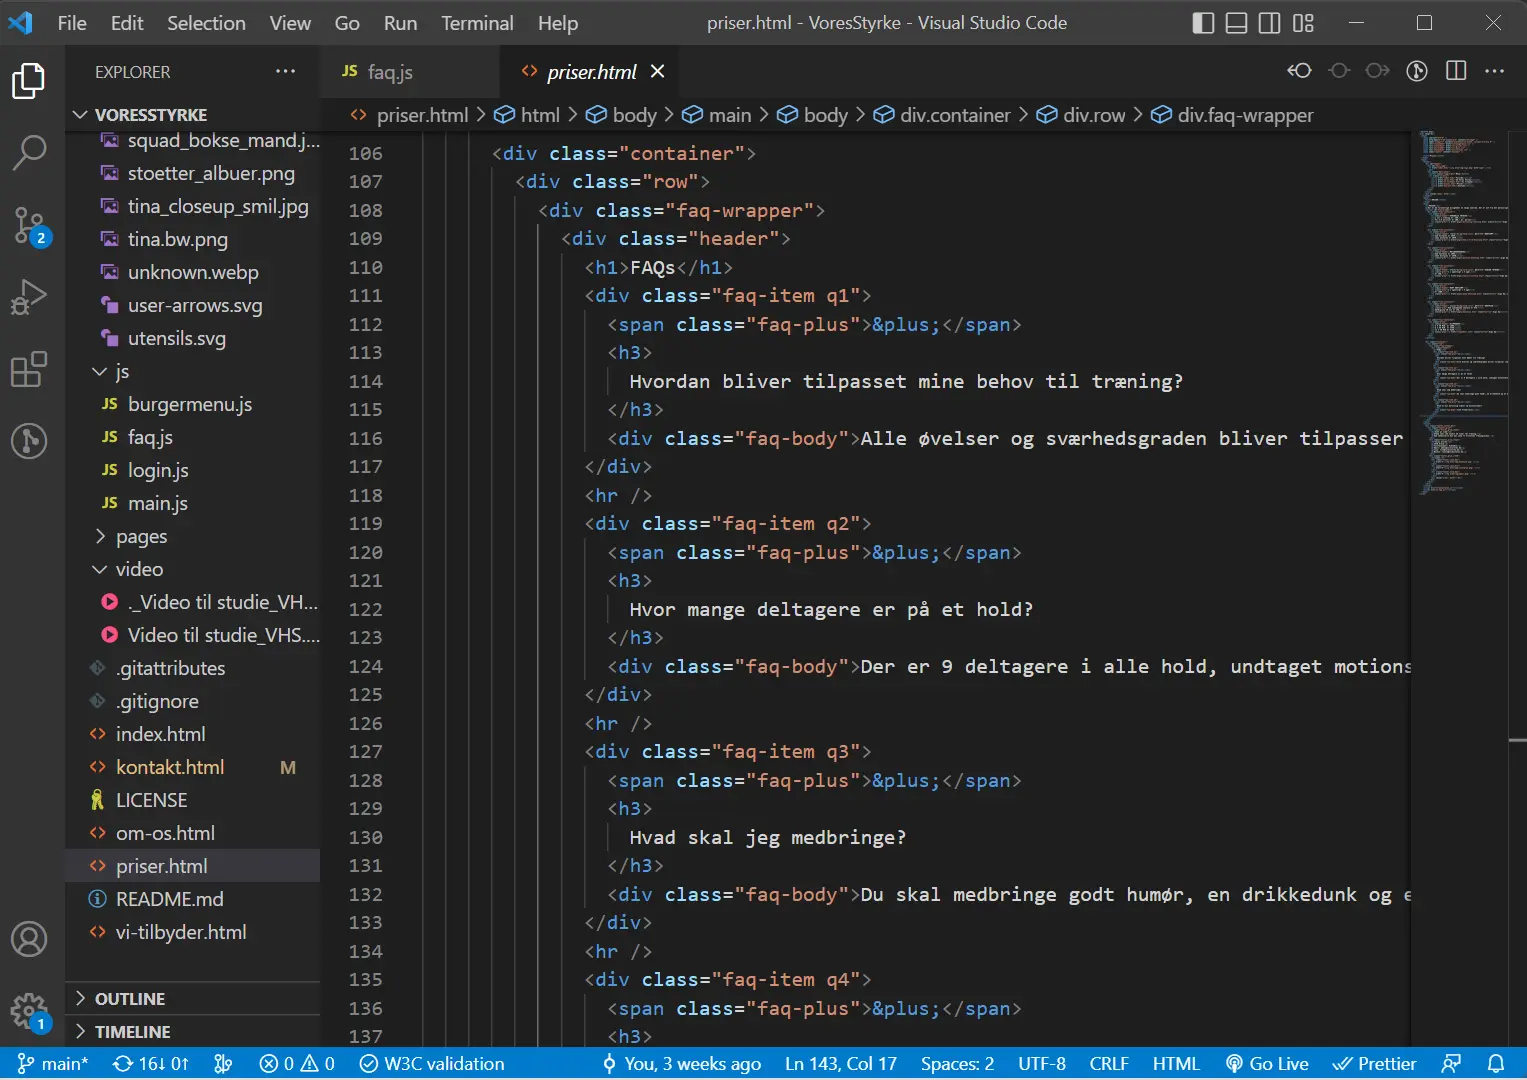 File Edit Selection View Go Run Terminal Help priser.html - VoresStyrke - Visual Studio Code
EXPLORER
JS faq.js
<> priser.html
VORESSTYRKE
priser.html > html > body > main > body > div.container > div.row > div.faq-wrapper
squad_bokse_mand.j...
stoetter_albuer.png
tina_closeup_smil.jpg
tina.bw.png
unknown.webp
user-arrows.svg
utensils.svg
js
JS burgermenu.js
JS faq.js
JS login.js
JS main.js
pages
video
._Video til studie_VH...
Video til studie_VHS....
.gitattributes
.gitignore
<> index.html
<> kontakt.html M
LICENSE
<> om-os.html
<> priser.html
README.md
<> vi-tilbyder.html
OUTLINE
TIMELINE
2
1
106 <div class="container">
107 <div class="row">
108 <div class="faq-wrapper">
109 <div class="header">
110 <h1>FAQs</h1>
111 <div class="faq-item q1">
112 <span class="faq-plus">&plus;</span>
113 <h3>
114 Hvordan bliver tilpasset mine behov til træning?
115 </h3>
116 <div class="faq-body">Alle øvelser og sværhedsgraden bliver tilpasser
117 </div>
118 <hr />
119 <div class="faq-item q2">
120 <span class="faq-plus">&plus;</span>
121 <h3>
122 Hvor mange deltagere er på et hold?
123 </h3>
124 <div class="faq-body">Der er 9 deltagere i alle hold, undtaget motions
125 </div>
126 <hr />
127 <div class="faq-item q3">
128 <span class="faq-plus">&plus;</span>
129 <h3>
130 Hvad skal jeg medbringe?
131 </h3>
132 <div class="faq-body">Du skal medbringe godt humør, en drikkedunk og e
133 </div>
134 <hr />
135 <div class="faq-item q4">
136 <span class="faq-plus">&plus;</span>
137 <h3>
main* 16↓ 0↑ 0 0 W3C validation You, 3 weeks ago Ln 143, Col 17 Spaces: 2 UTF-8 CRLF HTML Go Live Prettier